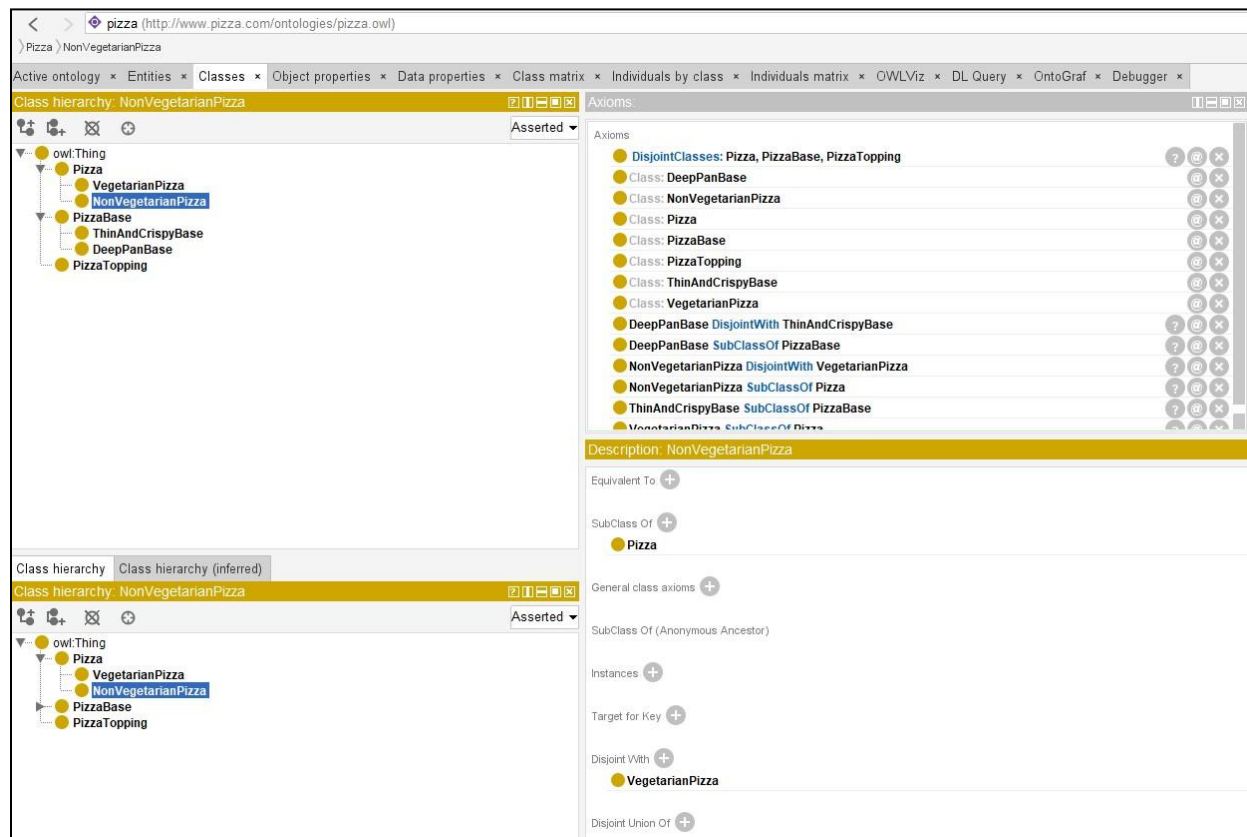 pizza (http://www.pizza.com/ontologies/pizza.owl)
Pizza NonVegetarianPizza
Active ontology × Entities × Classes × Object properties × Data properties × Class matrix × Individuals by class × Individuals matrix × OWLViz × DL Query × OntoGraf × Debugger ×
Class hierarchy: NonVegetarianPizza
Asserted
owl:Thing
Pizza
VegetarianPizza
NonVegetarianPizza
PizzaBase
ThinAndCrispyBase
DeepPanBase
PizzaTopping
Class hierarchy Class hierarchy (inferred)
Class hierarchy: NonVegetarianPizza
Asserted
owl:Thing
Pizza
VegetarianPizza
NonVegetarianPizza
PizzaBase
PizzaTopping
Axioms:
Axioms
DisjointClasses: Pizza, PizzaBase, PizzaTopping
Class: DeepPanBase
Class: NonVegetarianPizza
Class: Pizza
Class: PizzaBase
Class: PizzaTopping
Class: ThinAndCrispyBase
Class: VegetarianPizza
DeepPanBase DisjointWith ThinAndCrispyBase
DeepPanBase SubClassOf PizzaBase
NonVegetarianPizza DisjointWith VegetarianPizza
NonVegetarianPizza SubClassOf Pizza
ThinAndCrispyBase SubClassOf PizzaBase
VegetarianPizza SubClassOf Pizza
Description: NonVegetarianPizza
Equivalent To
SubClass Of
Pizza
General class axioms
SubClass Of (Anonymous Ancestor)
Instances
Target for Key
Disjoint With
VegetarianPizza
Disjoint Union Of